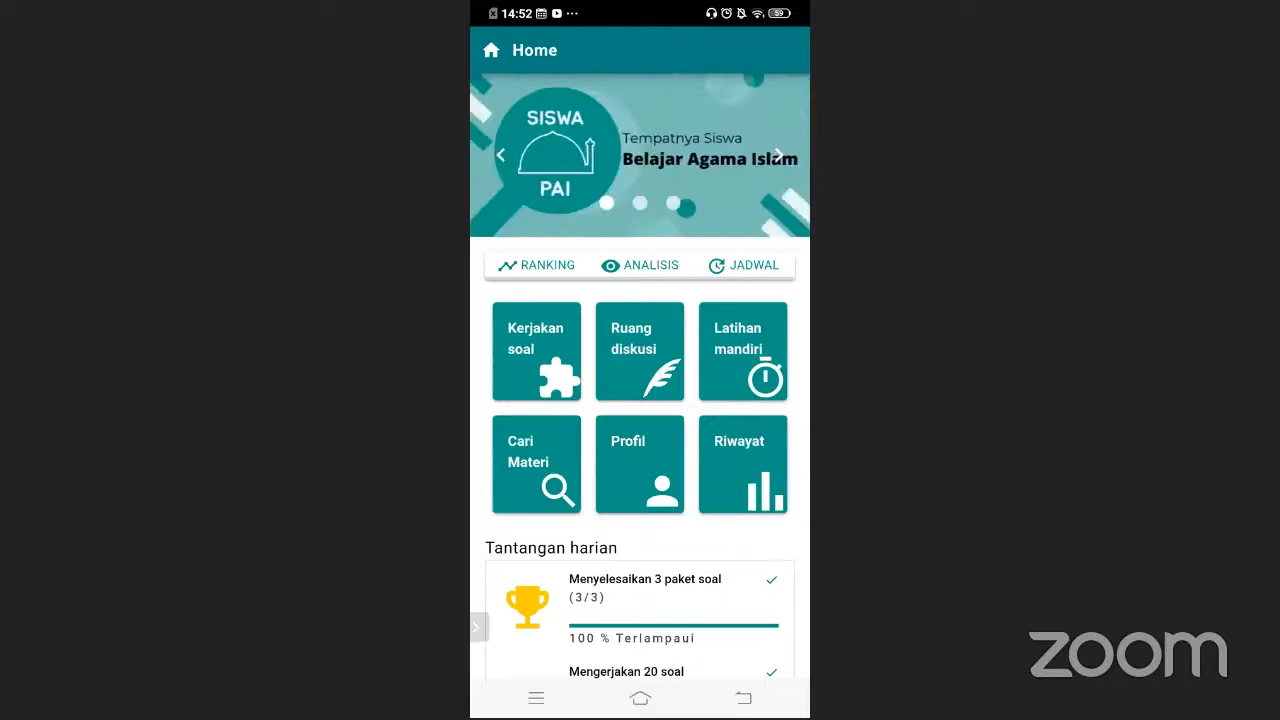 14:52
59
Home
SISWA
PAI
Tempatnya Siswa
Belajar Agama Islam
RANKING ANALISIS JADWAL
Kerjakan soal
Ruang diskusi
Latihan mandiri
Cari Materi
Profil
Riwayat
Tantangan harian
Menyelesaikan 3 paket soal
(3/3)
100 % Terlampaui
Mengerjakan 20 soal
zoom